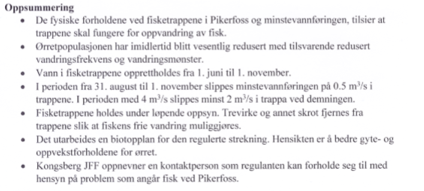 Oppsummering
• De fysiske forholdene ved fisketrappene i Pikerfoss og minstevannføringen, tilsier at
trappene skal fungere for oppvandring av fisk.
• Ørretpopulasjonen har imidlertid blitt vesentlig redusert med tilsvarende redusert
vandringsfrekvens og vandringsmønster.
• Vann i fisketrappene opprettholdes fra 1. juni til 1. november.
• I perioden fra 31. august til 1. november slippes minstevannføringen på 0.5 m³/s i
trappene. I perioden med 4 m³/s slippes minst 2 m³/s i trappa ved demningen.
• Fisketrappene holdes under løpende oppsyn. Trevirke og annet skrot fjernes fra
trappene slik at fiskens frie vandring muliggjøres.
• Det utarbeides en biotopplan for den regulerte strekning. Hensikten er å bedre gyte- og
oppvekstforholdene for ørret.
• Kongsberg JFF oppnevner en kontaktperson som regulanten kan forholde seg til med
hensyn på problem som angår fisk ved Pikerfoss.